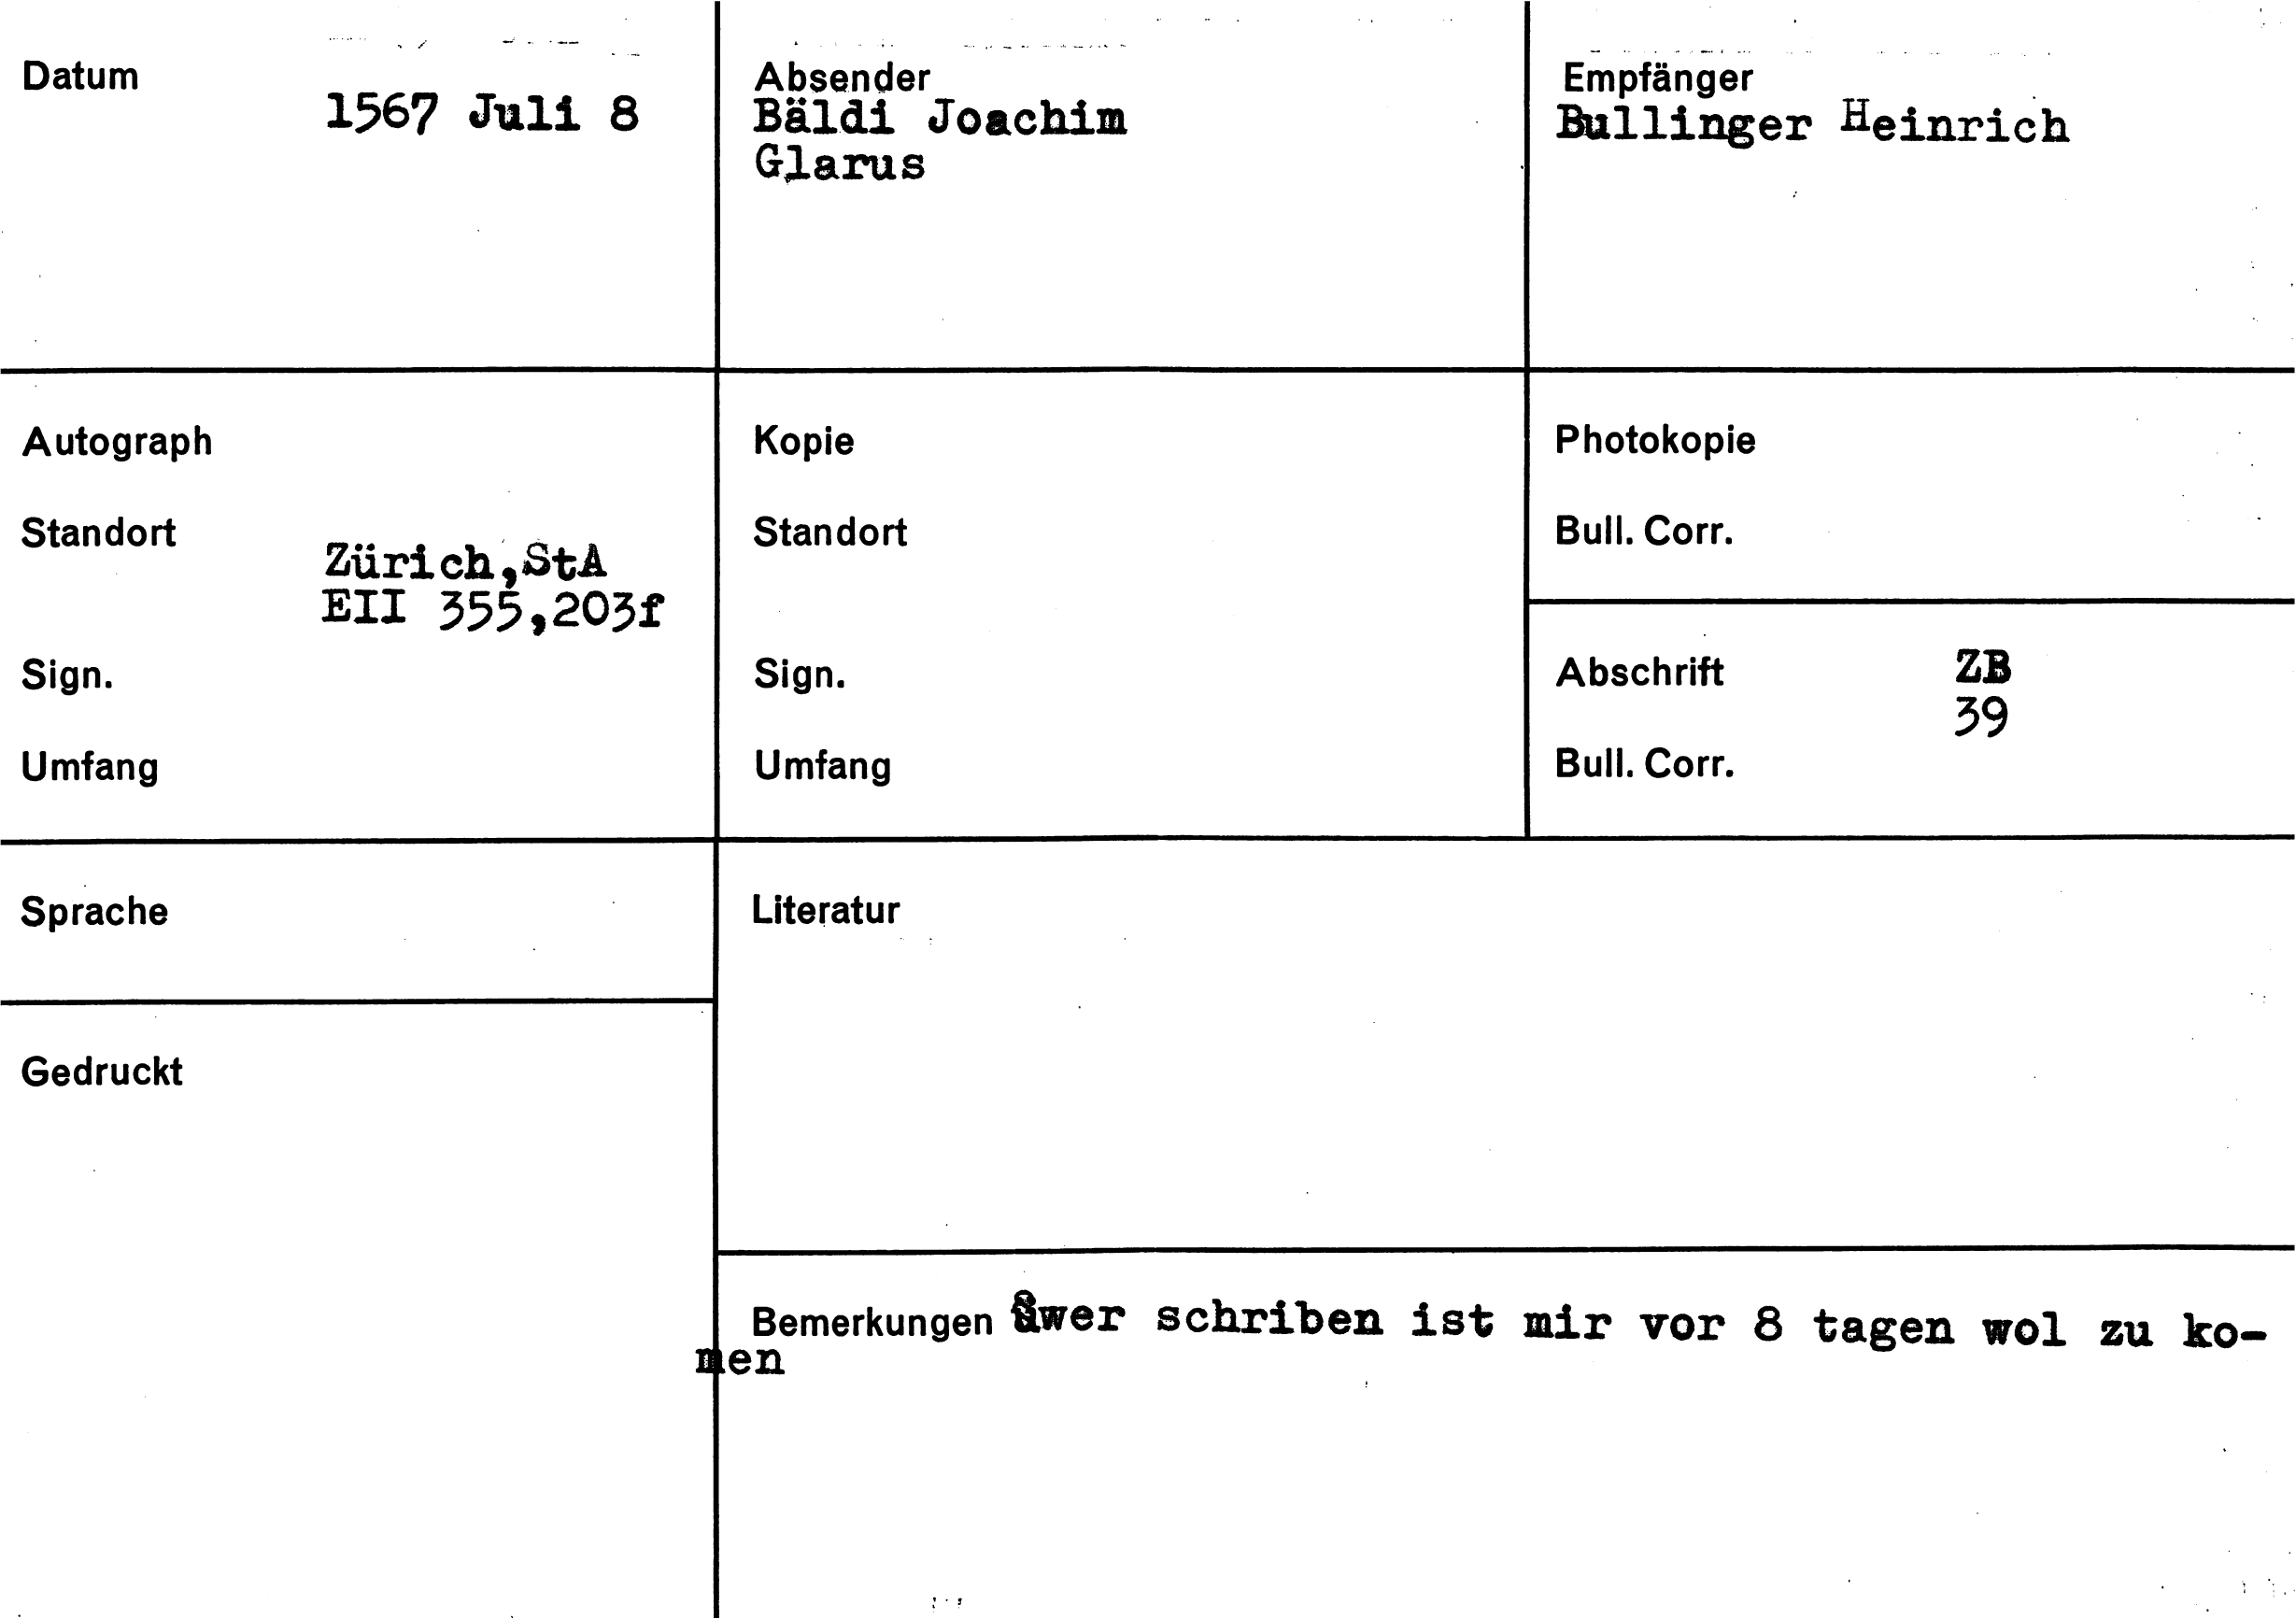 Datum
1567 Juli 8
Absender
Bäldi Joachim
Glarus
Empfänger
Bullinger Heinrich
Autograph
Standort
Zürich,StA
EII 355,203f
Sign.
Umfang
Kopie
Standort
Sign.
Umfang
Photokopie
Bull. Corr.
Abschrift ZB
39
Bull. Corr.
Sprache
Gedruckt
Literatur
Bemerkungen schriben ist mir vor 8 tagen wol zu ko-
men